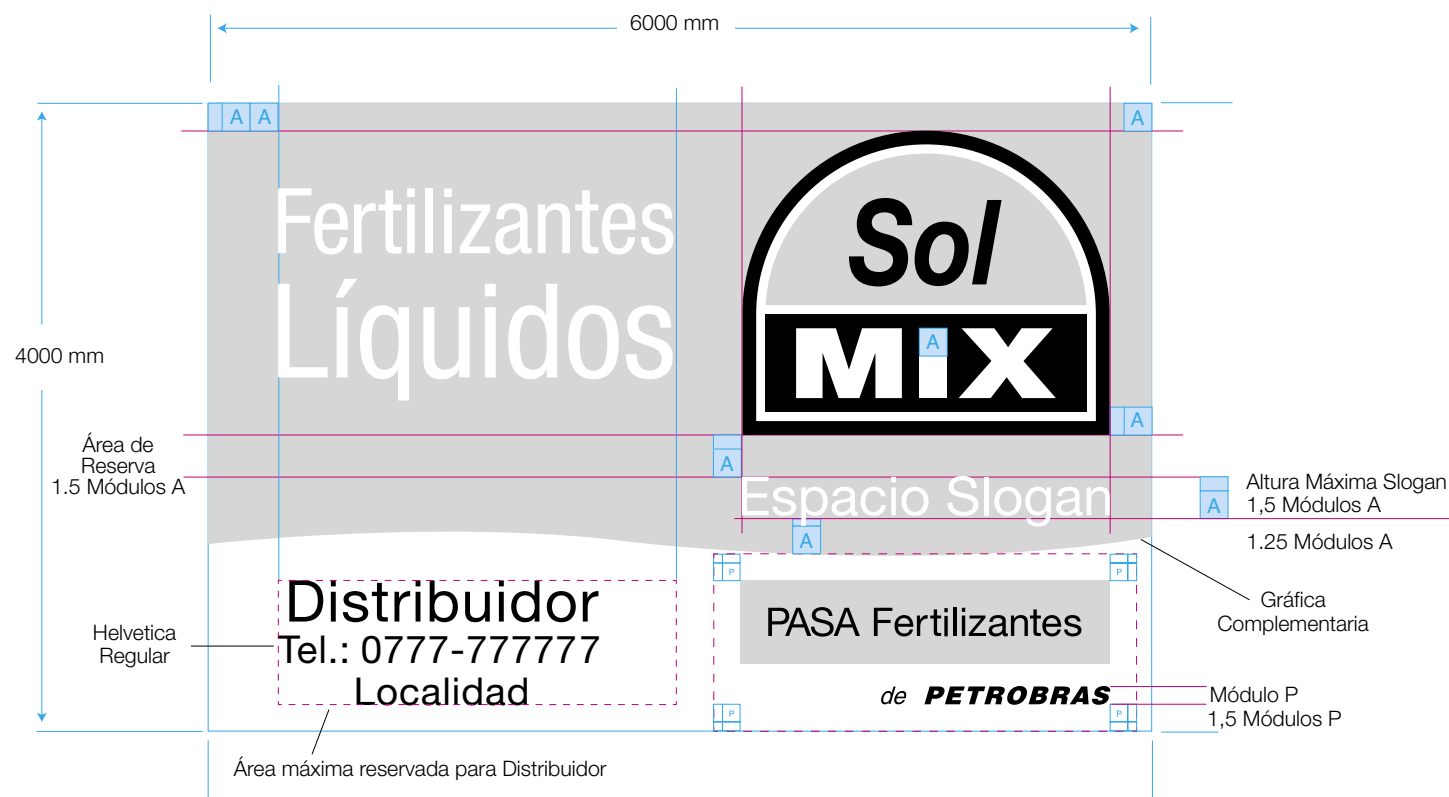 6000 mm
A A
A
Fertilizantes
Líquidos
Sol
MiX
A
4000 mm
A
Área de
Reserva
1.5 Módulos A
A
Espacio Slogan
A
Altura Máxima Slogan
1,5 Módulos A
1.25 Módulos A
A
P
P
Distribuidor
Tel.: 0777-777777
Localidad
Helvetica
Regular
PASA Fertilizantes
Gráfica
Complementaria
de PETROBRAS
Módulo P
1,5 Módulos P
P
P
Área máxima reservada para Distribuidor